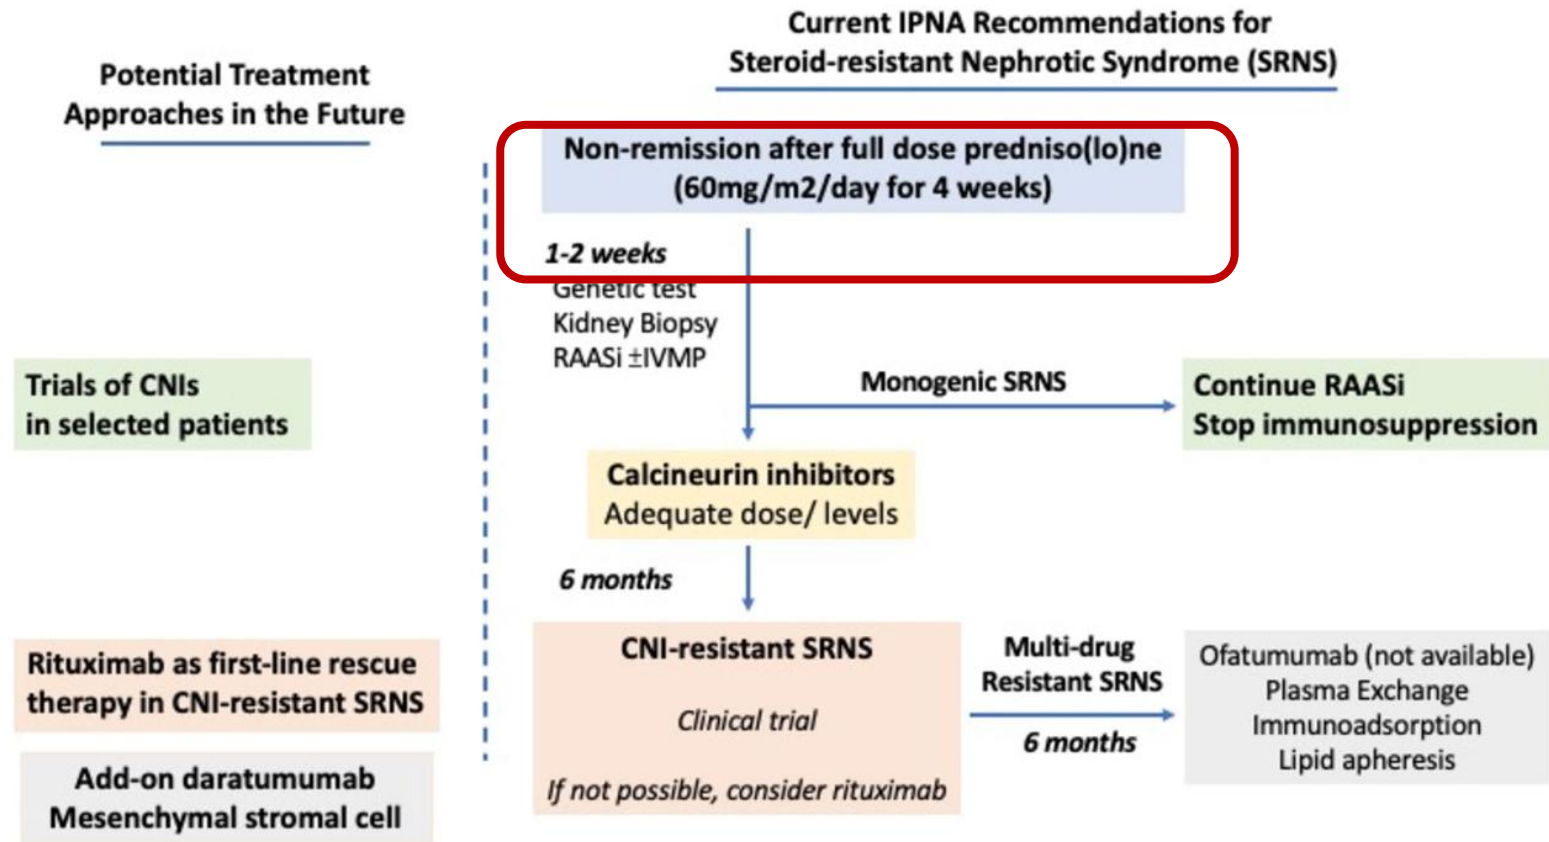 Potential Treatment
Approaches in the Future
Current IPNA Recommendations for
Steroid-resistant Nephrotic Syndrome (SRNS)
Non-remission after full dose predniso(lo)ne
(60mg/m2/day for 4 weeks)
1-2 weeks
Genetic test
Kidney Biopsy
RAASi ±IVMP
Trials of CNIs
in selected patients
Monogenic SRNS
Continue RAASi
Stop immunosuppression
Calcineurin inhibitors
Adequate dose/ levels
6 months
Rituximab as first-line rescue
therapy in CNI-resistant SRNS
Add-on daratumumab
Mesenchymal stromal cell
CNI-resistant SRNS
Clinical trial
If not possible, consider rituximab
Multi-drug
Resistant SRNS
6 months
Ofatumumab (not available)
Plasma Exchange
Immunoadsorption
Lipid apheresis